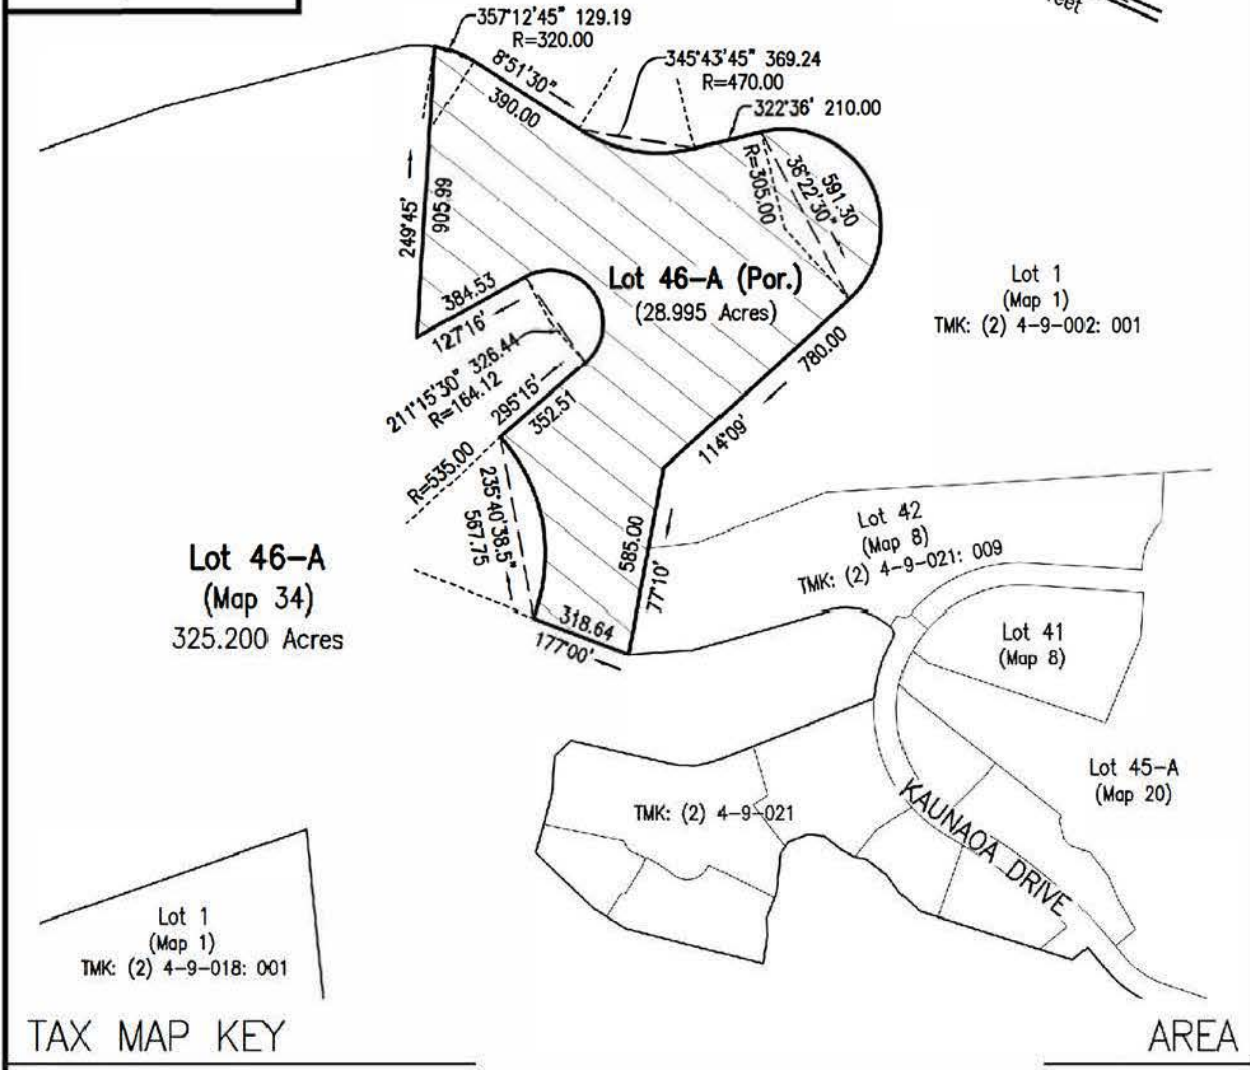 eet
357°12'45" 129.19
R=320.00
8°51'30"
390.00
345°43'45" 369.24
R=470.00
322°36' 210.00
R=305.00
591.30
38°22'30"
249°45'
905.99
Lot 46-A (Por.)
(28.995 Acres)
Lot 1
(Map 1)
TMK: (2) 4-9-002: 001
384.53
127°16'
211°15'30" 326.44
R=164.12
295°15'
352.51
780.00
114°09'
R=535.00
235°40'38.5"
567.75
585.00
77°10'
318.64
177°00'
Lot 46-A
(Map 34)
325.200 Acres
Lot 42
(Map 8)
TMK: (2) 4-9-021: 009
Lot 41
(Map 8)
Lot 45-A
(Map 20)
TMK: (2) 4-9-021
KAUNAOA DRIVE
Lot 1
(Map 1)
TMK: (2) 4-9-018: 001
TAX MAP KEY
AREA